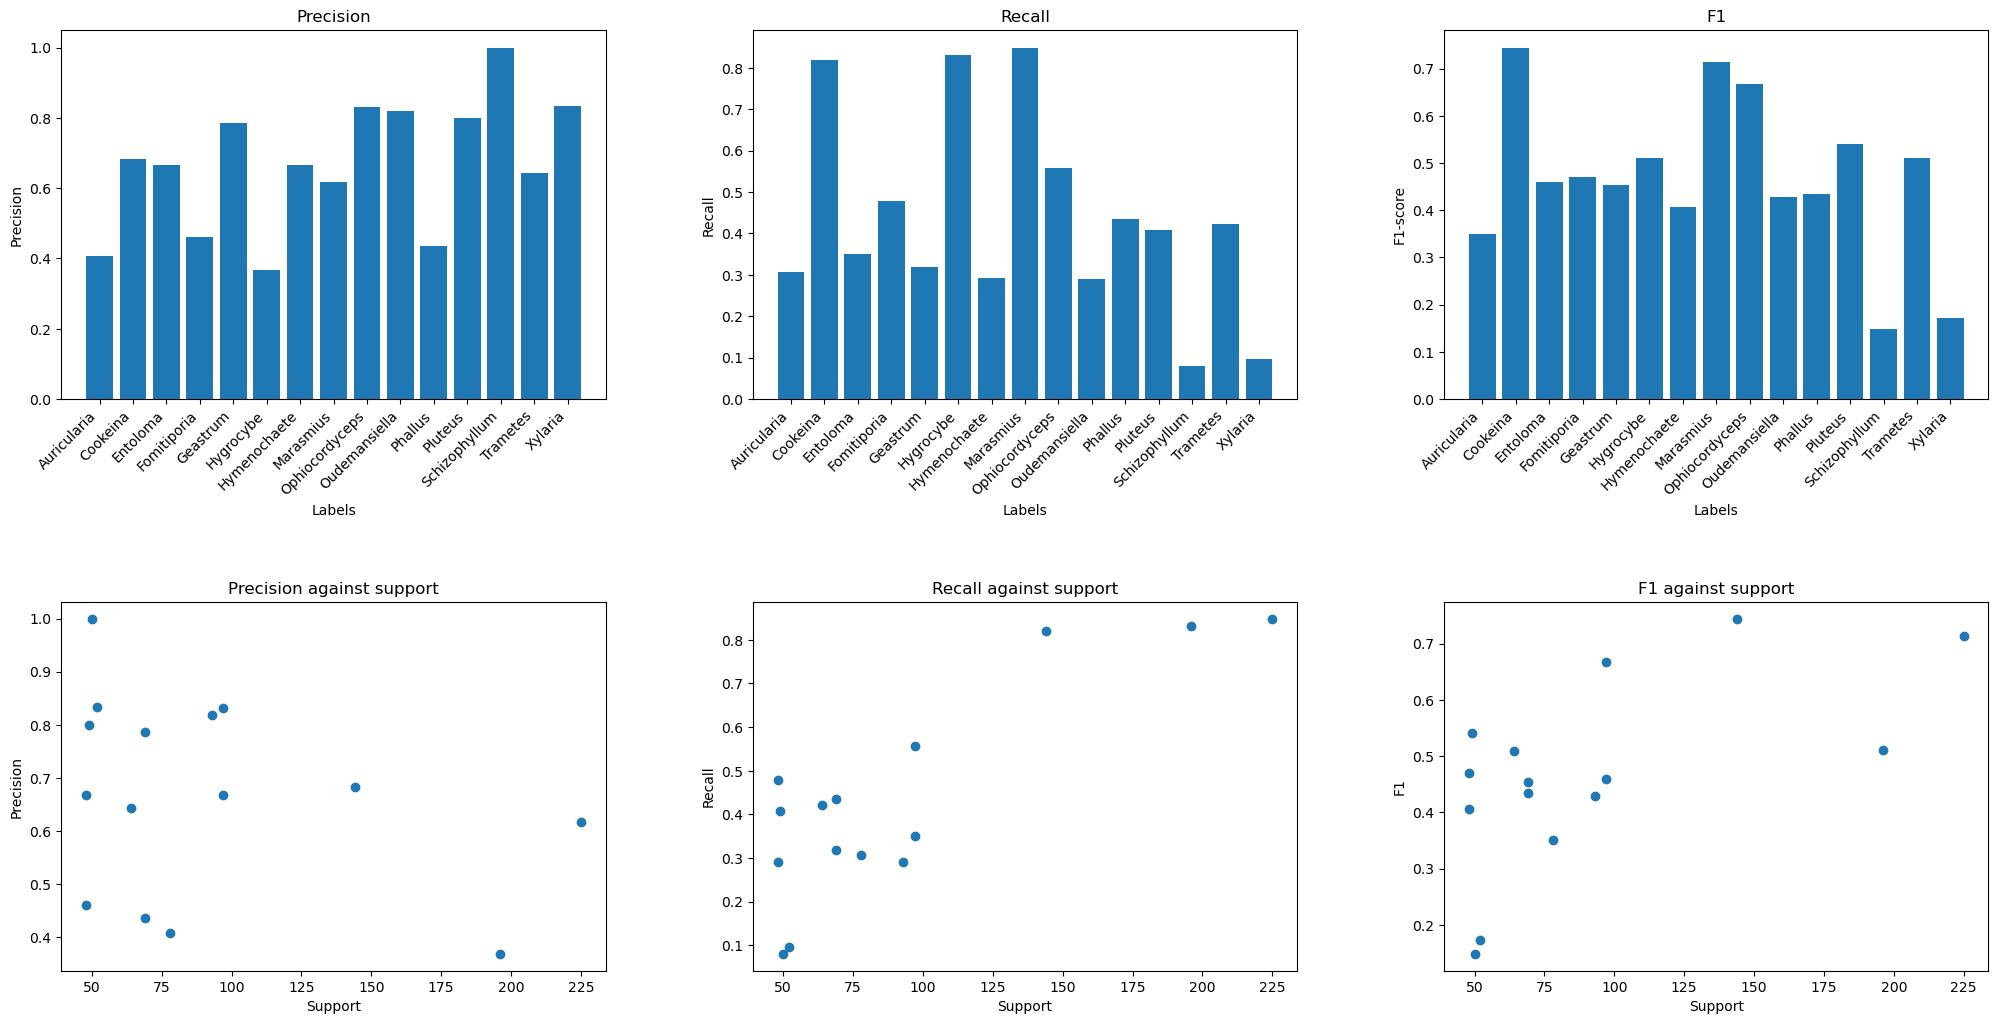 Precision
Precision
1.0
0.8
0.6
0.4
0.2
0.0
Auricularia
Cookeina
Entoloma
Fomitiporia
Geastrum
Hygrocybe
Hymenochaete
Marasmius
Ophiocordyceps
Oudemansiella
Phallus
Pluteus
Schizophyllum
Trametes
Xylaria
Labels
Recall
Recall
0.8
0.7
0.6
0.5
0.4
0.3
0.2
0.1
0.0
Auricularia
Cookeina
Entoloma
Fomitiporia
Geastrum
Hygrocybe
Hymenochaete
Marasmius
Ophiocordyceps
Oudemansiella
Phallus
Pluteus
Schizophyllum
Trametes
Xylaria
Labels
F1
F1-score
0.7
0.6
0.5
0.4
0.3
0.2
0.1
0.0
Auricularia
Cookeina
Entoloma
Fomitiporia
Geastrum
Hygrocybe
Hymenochaete
Marasmius
Ophiocordyceps
Oudemansiella
Phallus
Pluteus
Schizophyllum
Trametes
Xylaria
Labels
Precision against support
Precision
1.0
0.9
0.8
0.7
0.6
0.5
0.4
50 75 100 125 150 175 200 225
Support
Recall against support
Recall
0.8
0.7
0.6
0.5
0.4
0.3
0.2
0.1
50 75 100 125 150 175 200 225
Support
F1 against support
F1
0.7
0.6
0.5
0.4
0.3
0.2
50 75 100 125 150 175 200 225
Support